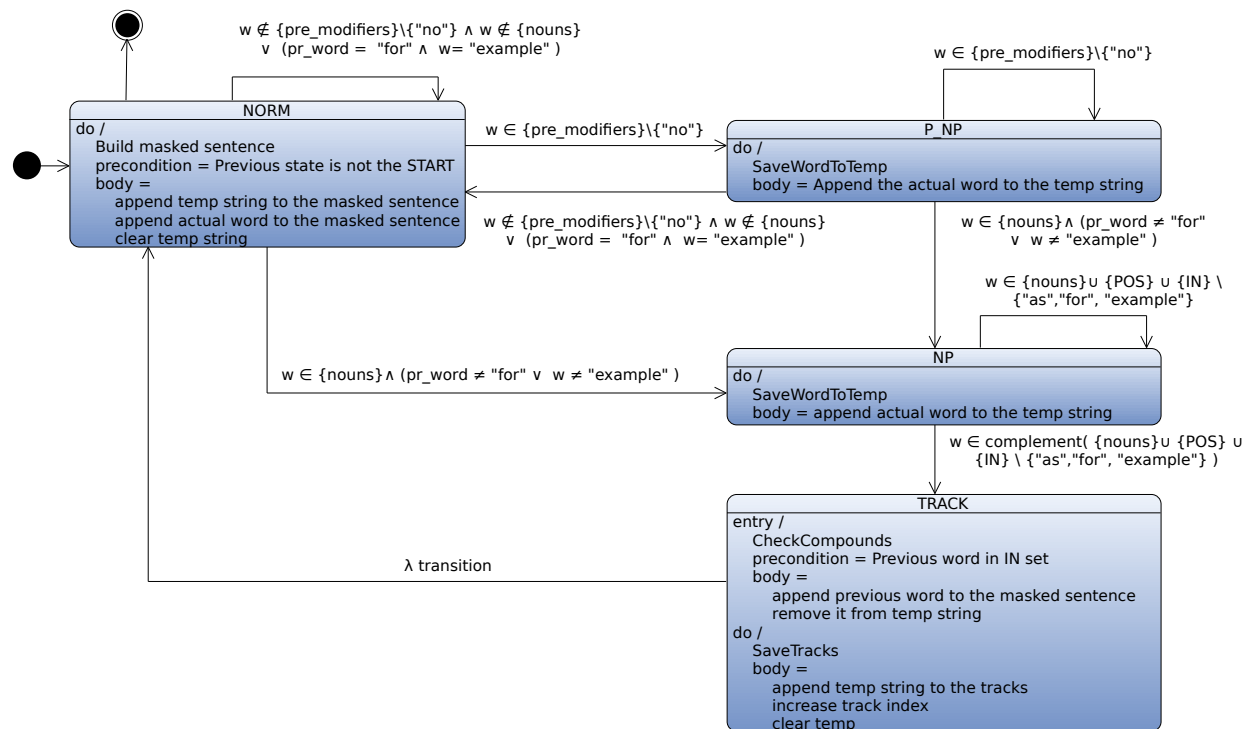 w ∉ {pre_modifiers}\{"no"} ∧ w ∉ {nouns}
∨ (pr_word = "for" ∧ w= "example" )
w ∈ {pre_modifiers}\{"no"}
NORM
do /
Build masked sentence
precondition = Previous state is not the START
body =
append temp string to the masked sentence
append actual word to the masked sentence
clear temp string
w ∈ {pre_modifiers}\{"no"}
P_NP
do /
SaveWordToTemp
body = Append the actual word to the temp string
w ∉ {pre_modifiers}\{"no"} ∧ w ∉ {nouns}
∨ (pr_word = "for" ∧ w= "example" )
w ∈ {nouns}∧ (pr_word ≠ "for"
∨ w ≠ "example" )
w ∈ {nouns}∪ {POS} ∪ {IN} \
{"as","for", "example"}
w ∈ {nouns}∧ (pr_word ≠ "for" ∨ w ≠ "example" )
NP
do /
SaveWordToTemp
body = append actual word to the temp string
w ∈ complement( {nouns}∪ {POS} ∪
{IN} \ {"as","for", "example"} )
λ transition
TRACK
entry /
CheckCompounds
precondition = Previous word in IN set
body =
append previous word to the masked sentence
remove it from temp string
do /
SaveTracks
body =
append temp string to the tracks
increase track index
clear temp